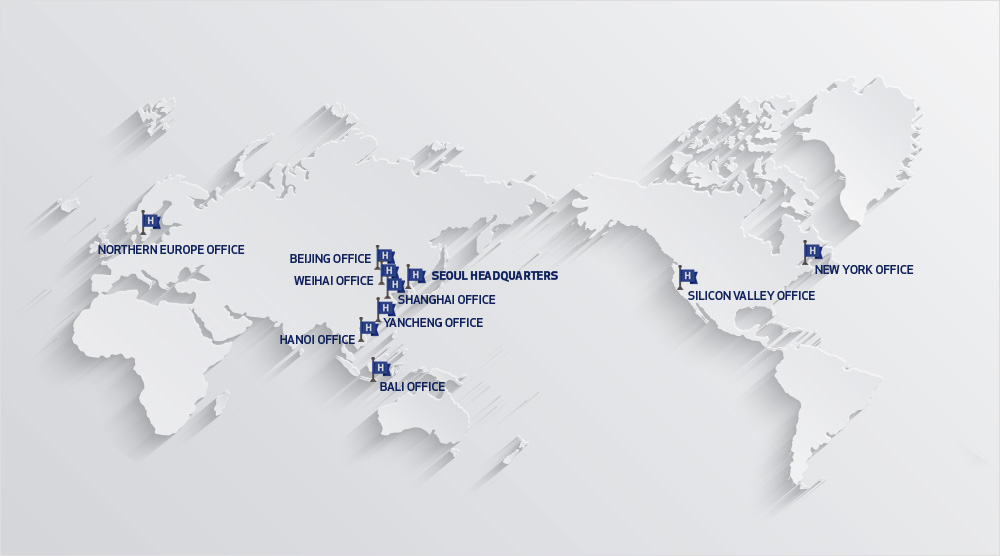 NORTHERN EUROPE OFFICE
H
BEIJING OFFICE
H
WEIHAI OFFICE
H
H
SEOUL HEADQUARTERS
H
SHANGHAI OFFICE
H
YANCHENG OFFICE
HANOI OFFICE
H
H
BALI OFFICE
H
SILICON VALLEY OFFICE
H
NEW YORK OFFICE